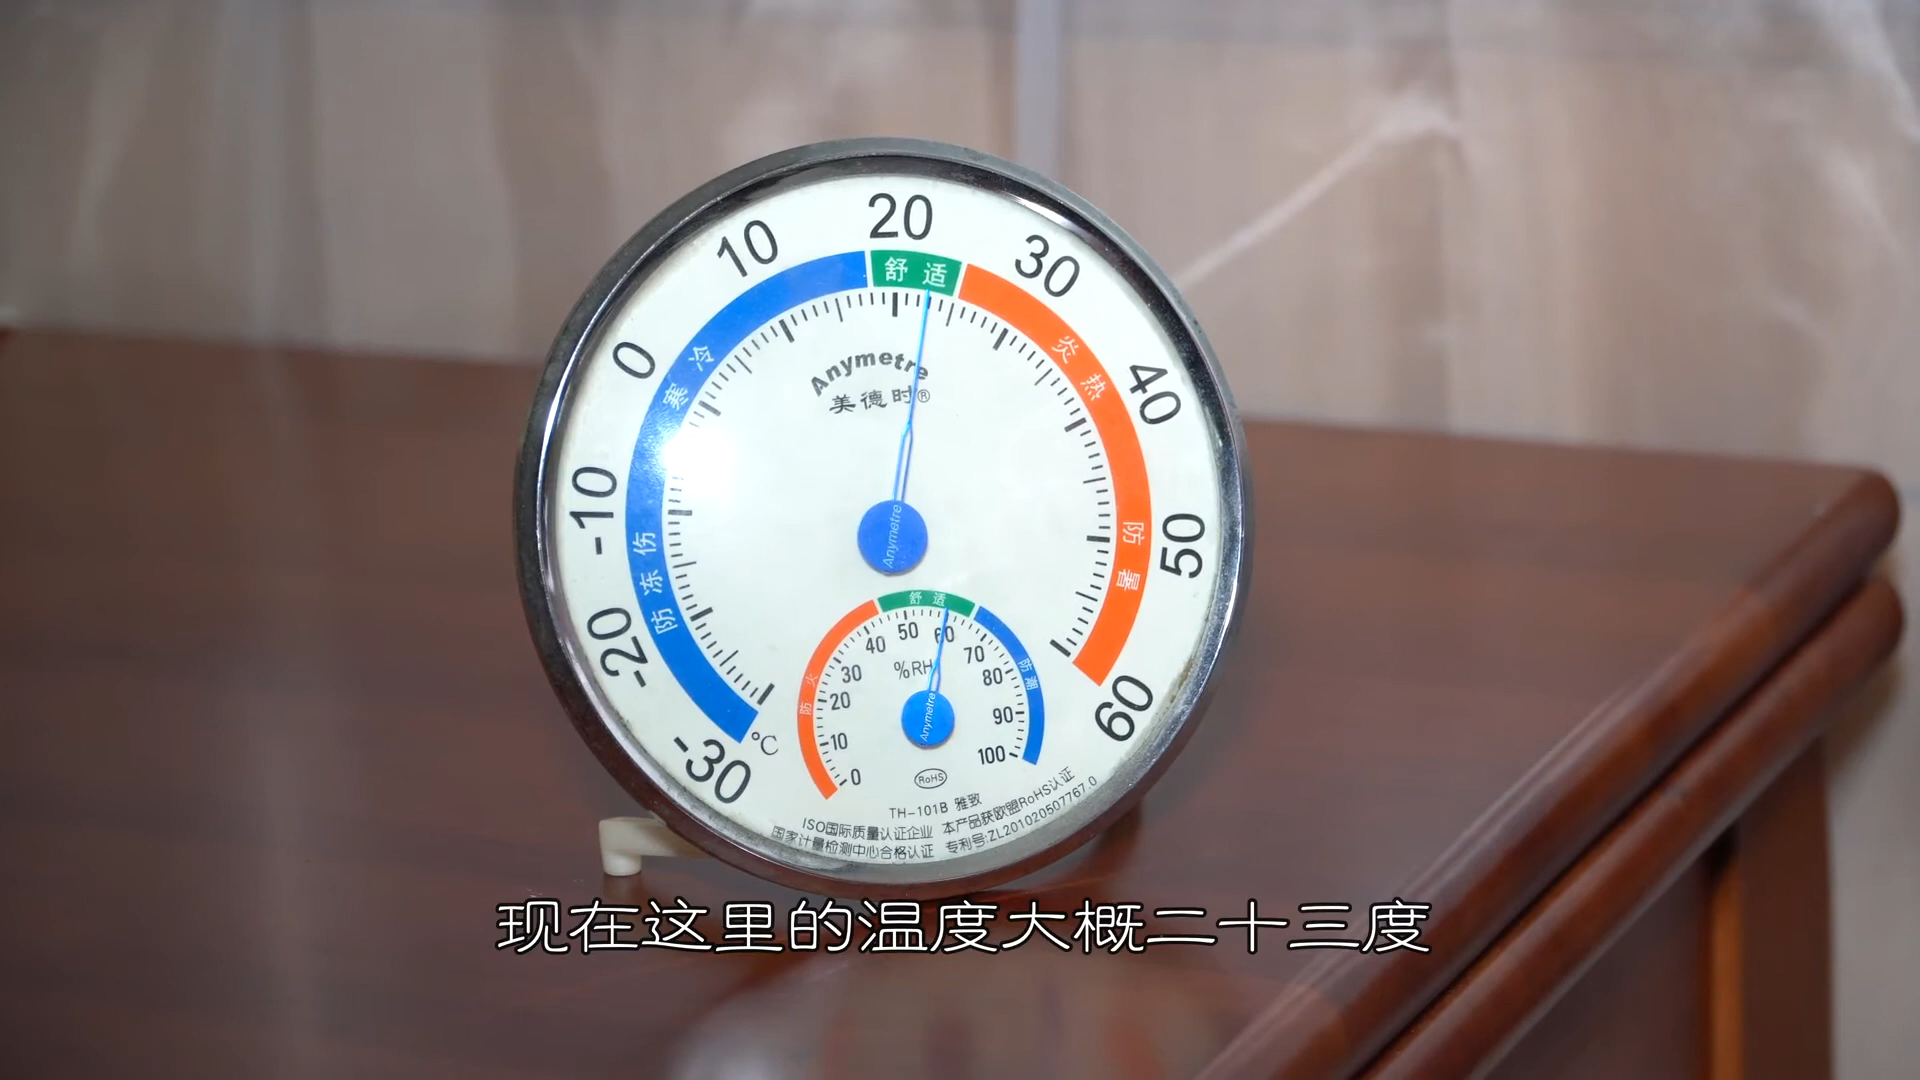 20
10
30
舒适
0
寒冷
炎热
40
Anymetre
美德时®
-10
50
防冻伤
防暑
Anymetre
-20
舒适
50
40
60
%RH
30
70
防火
20
80
防潮
Anymetre
10
90
0
100
60
-30
°C
RoHS
TH-101B 雅致
ISO国际质量认证企业 本产品获欧盟RoHS认证
国家计量检测中心合格认证 专利号:ZL201020507767.0
现在这里的温度大概二十三度